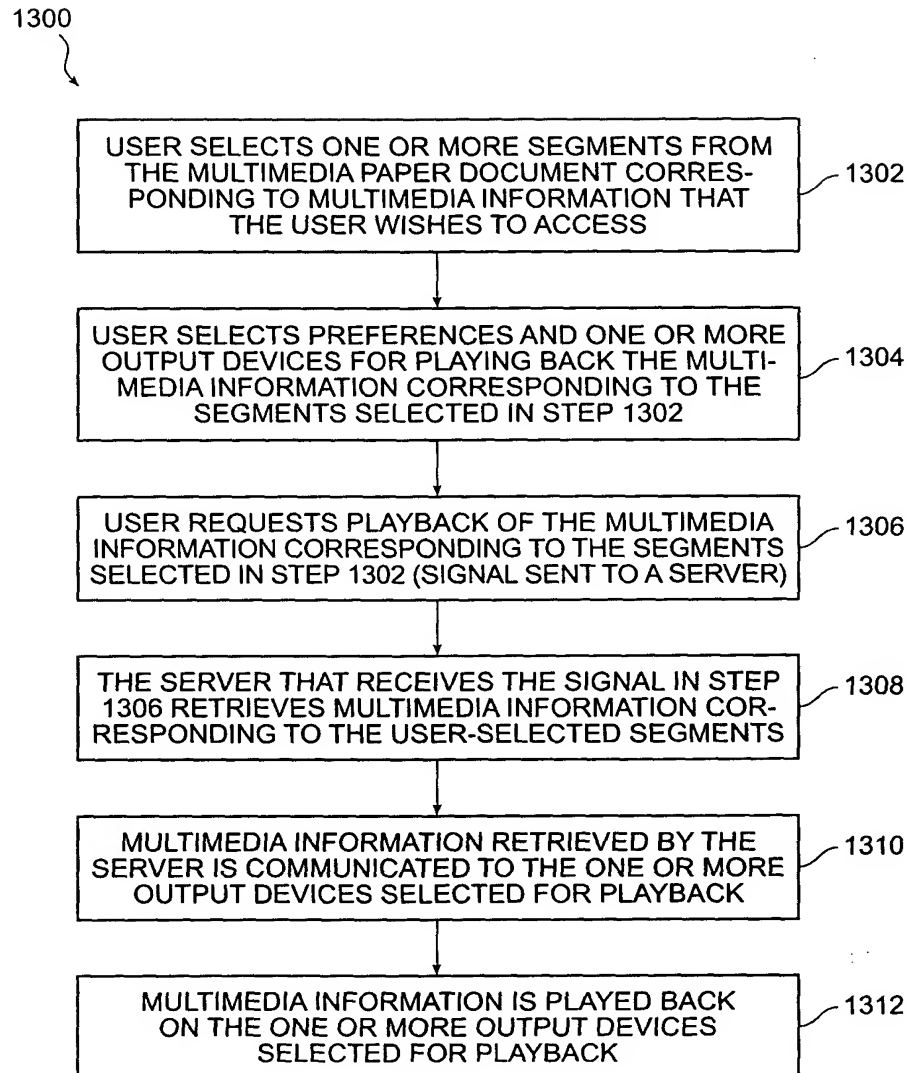 1300
USER SELECTS ONE OR MORE SEGMENTS FROM
THE MULTIMEDIA PAPER DOCUMENT CORRES-
PONDING TO MULTIMEDIA INFORMATION THAT
THE USER WISHES TO ACCESS
1302
USER SELECTS PREFERENCES AND ONE OR MORE
OUTPUT DEVICES FOR PLAYING BACK THE MULTI-
MEDIA INFORMATION CORRESPONDING TO THE
SEGMENTS SELECTED IN STEP 1302
1304
USER REQUESTS PLAYBACK OF THE MULTIMEDIA
INFORMATION CORRESPONDING TO THE SEGMENTS
SELECTED IN STEP 1302 (SIGNAL SENT TO A SERVER)
1306
THE SERVER THAT RECEIVES THE SIGNAL IN STEP
1306 RETRIEVES MULTIMEDIA INFORMATION COR-
RESPONDING TO THE USER-SELECTED SEGMENTS
1308
MULTIMEDIA INFORMATION RETRIEVED BY THE
SERVER IS COMMUNICATED TO THE ONE OR MORE
OUTPUT DEVICES SELECTED FOR PLAYBACK
1310
MULTIMEDIA INFORMATION IS PLAYED BACK
ON THE ONE OR MORE OUTPUT DEVICES
SELECTED FOR PLAYBACK
1312